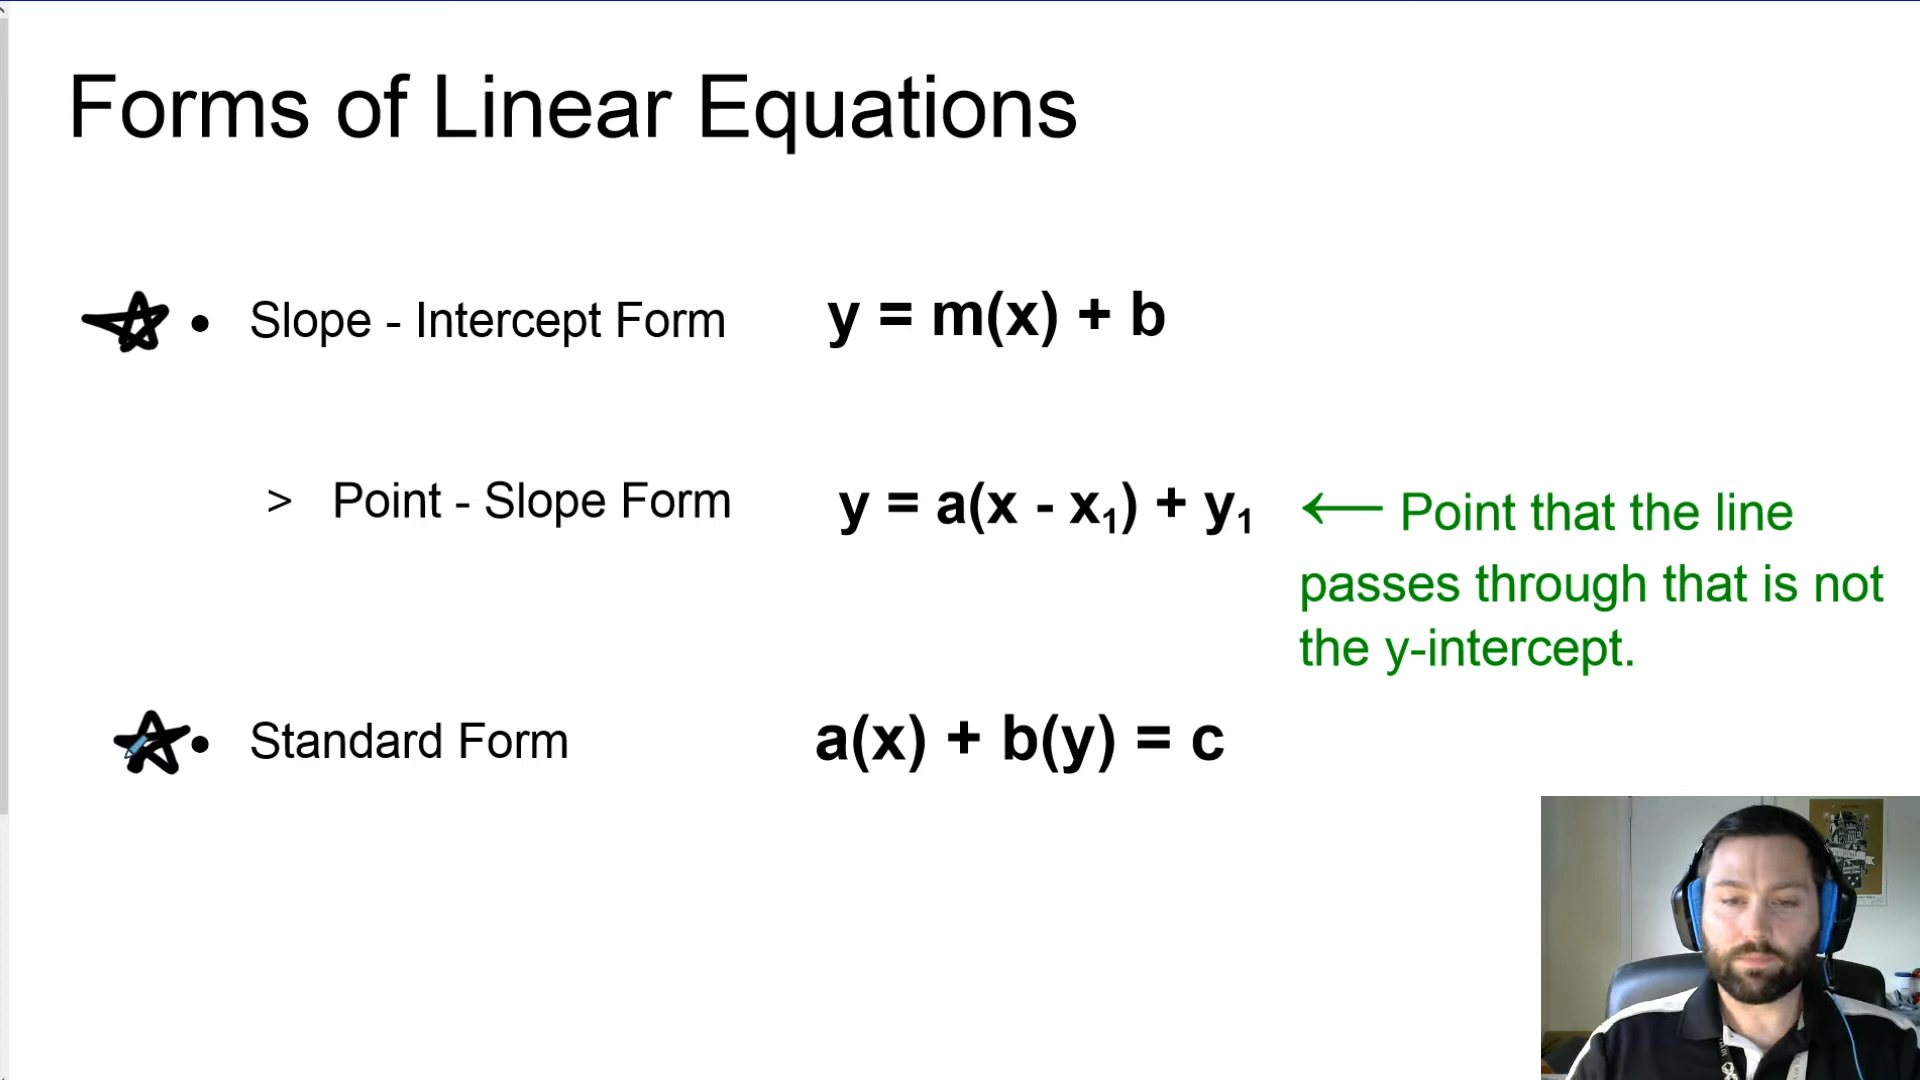 Forms of Linear Equations
• Slope - Intercept Form y = m(x) + b
> Point - Slope Form y = a(x - x₁) + y₁ ← Point that the line
passes through that is not
the y-intercept.
• Standard Form a(x) + b(y) = c